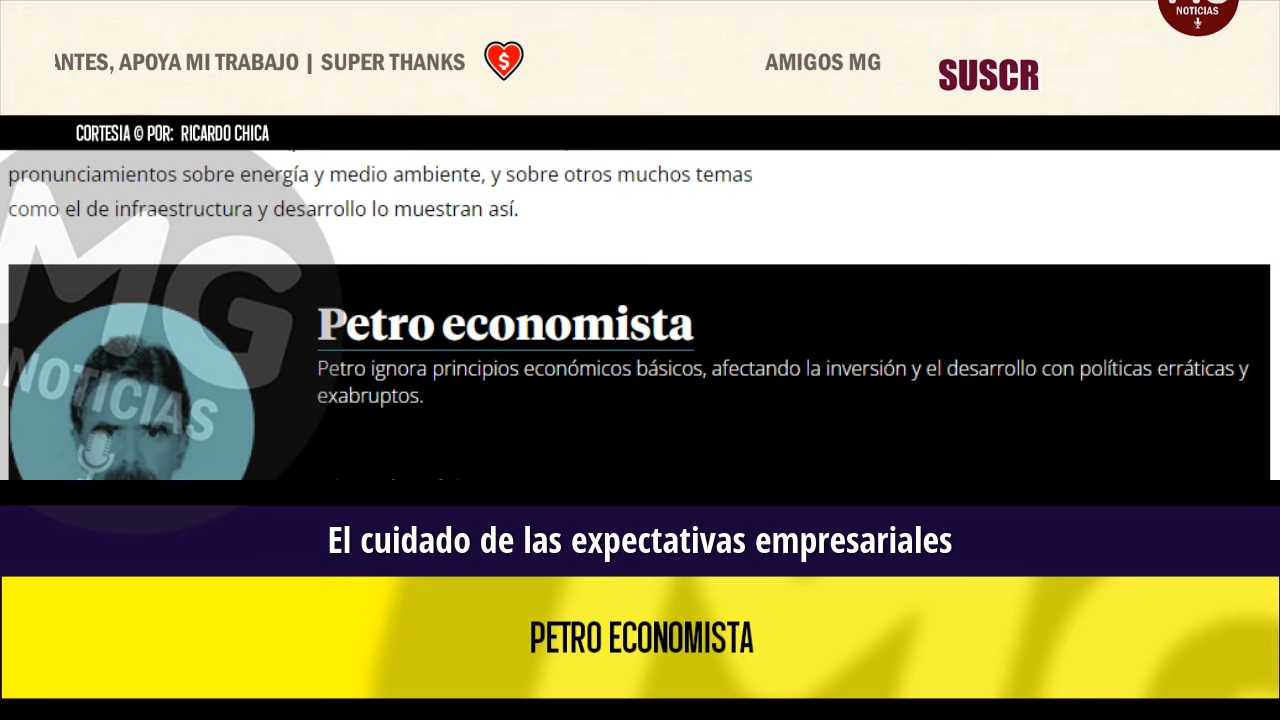 NOTICIAS
ANTES, APOYA MI TRABAJO | SUPER THANKS
$
AMIGOS MG
SUSCR
CORTESIA © POR: RICARDO CHICA
pronunciamientos sobre energía y medio ambiente, y sobre otros muchos temas
como el de infraestructura y desarrollo lo muestran así.
MG
NOTICIAS
Petro economista
Petro ignora principios económicos básicos, afectando la inversión y el desarrollo con políticas erráticas y
exabruptos.
El cuidado de las expectativas empresariales
PETRO ECONOMISTA